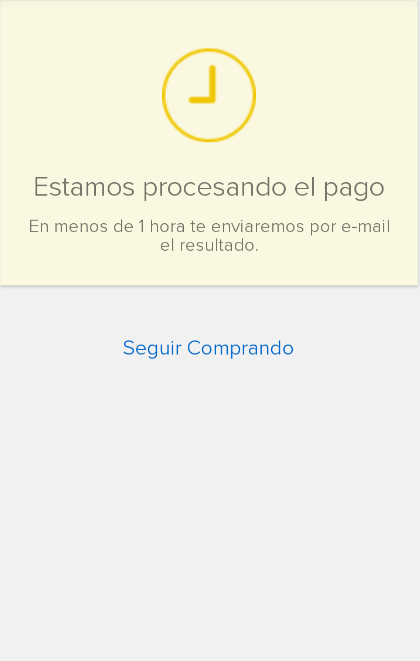 Estamos procesando el pago
En menos de 1 hora te enviaremos por e-mail
el resultado.
Seguir Comprando